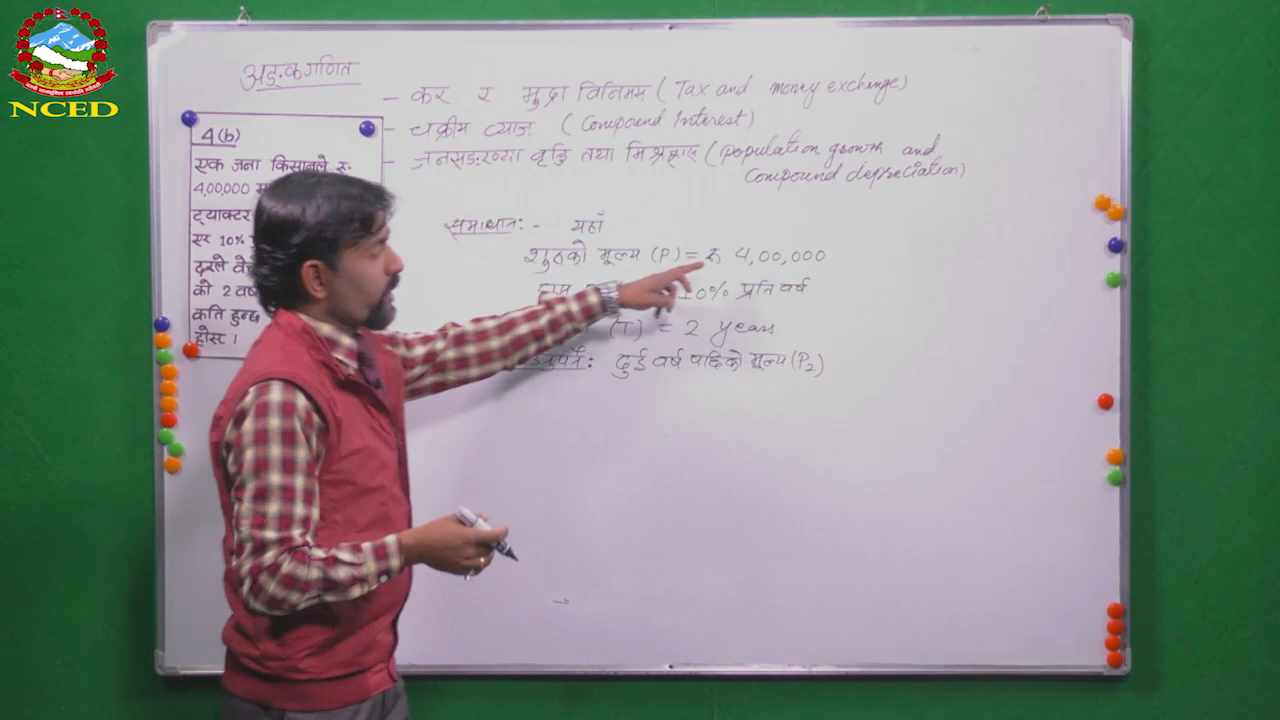 NCED
अङ्कगणित
- कर र मुद्रा विनिमय (Tax and money exchange)
- चक्रीय व्याज (Compound Interest)
- जनसङ्ख्या वृद्धि तथा मिश्रह्रास (population growth and
compound depreciation)
4(b)
एक जना किसानले रु.
4,00,000
ट्याक्टर
10%
दरले
को 2 वर्ष
कति हुन्छ
होस ।
समाधानः - यहाँ
शुरुको मूल्य (P) = रु 4,00,000
10% प्रति वर्ष
(T) = 2 years
दुई वर्ष पछिको मूल्य (P2)